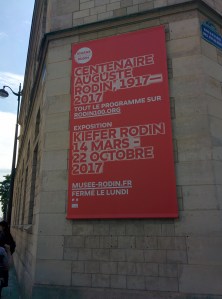 CENTENAIRE
AUGUSTE
RODIN, 1917—
2017
TOUT LE PROGRAMME SUR
RODIN100.ORG
EXPOSITION
KIEFER RODIN
14 MARS –
22 OCTOBRE
2017
MUSEE-RODIN.FR
FERMÉ LE LUNDI